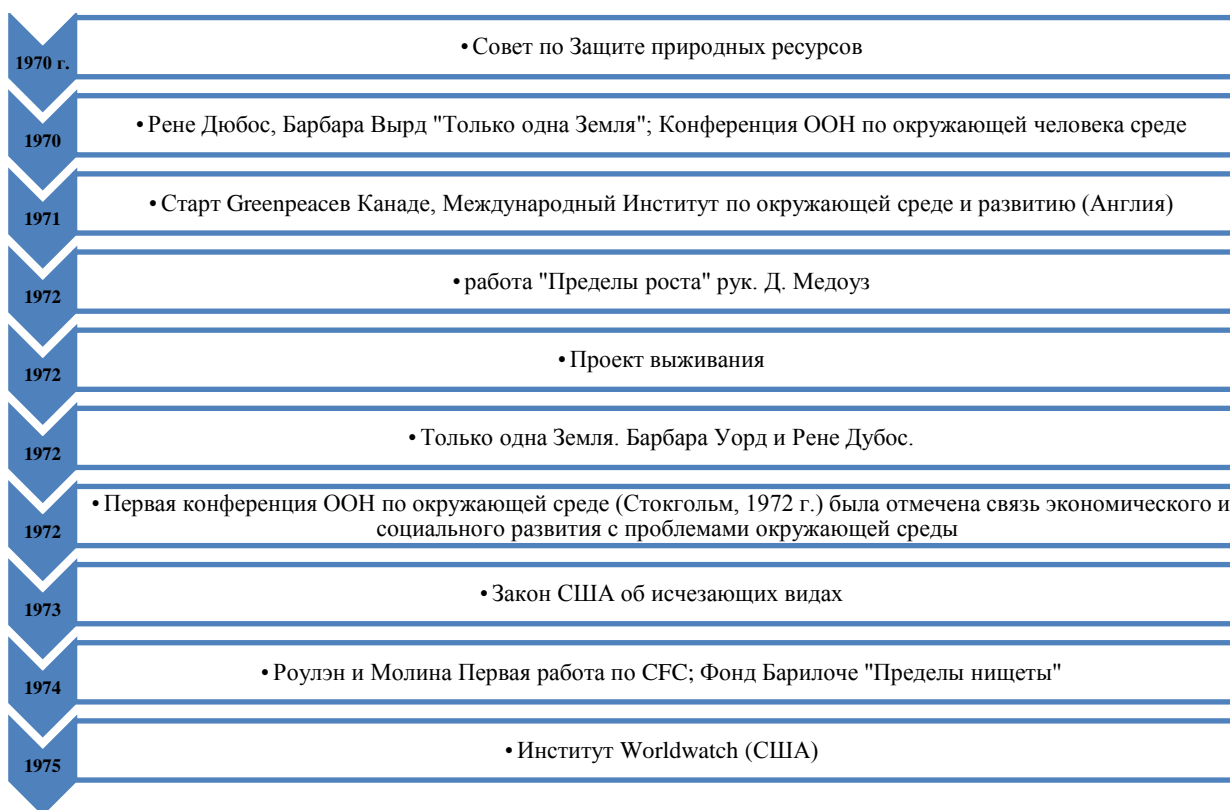 1970 г.
• Совет по Защите природных ресурсов
1970
• Рене Дюбос, Барбара Вырд "Только одна Земля"; Конференция ООН по окружающей человека среде
1971
• Старт Greenpeaceв Канаде, Международный Институт по окружающей среде и развитию (Англия)
1972
• работа "Пределы роста" рук. Д. Медоуз
1972
• Проект выживания
1972
• Только одна Земля. Барбара Уорд и Рене Дубос.
1972
• Первая конференция ООН по окружающей среде (Стокгольм, 1972 г.) была отмечена связь экономического и
социального развития с проблемами окружающей среды
1973
• Закон США об исчезающих видах
1974
• Роулэн и Молина Первая работа по CFC; Фонд Барилоче "Пределы нищеты"
1975
• Институт Worldwatch (США)